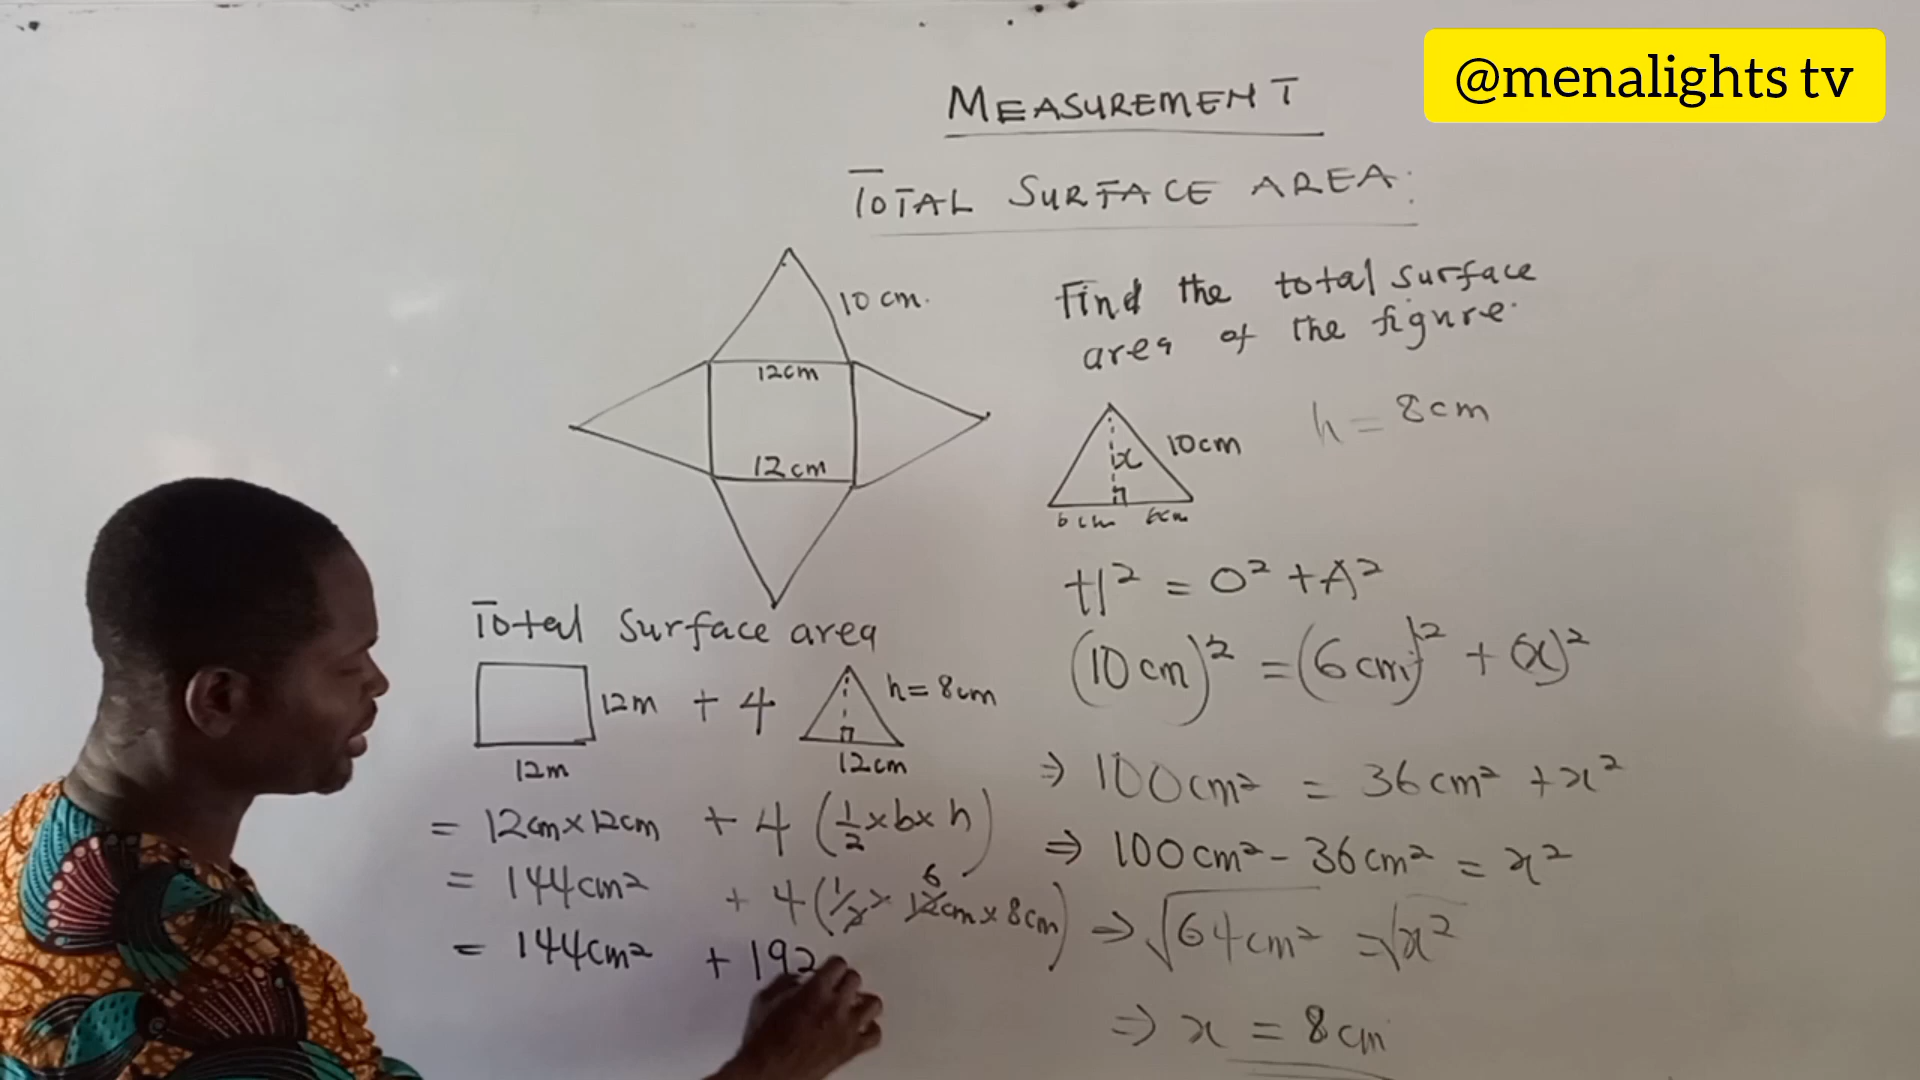 @menalights tv
MEASUREMENT
TOTAL SURFACE AREA:
10 cm.
12cm
12cm
Find the total surface
area of the figure.
h = 8cm
x
10cm
6cm 6cm
H² = O² + A²
(10cm)² = (6cm)² + (x)²
⇒ 100cm² = 36cm² + x²
⇒ 100cm² - 36cm² = x²
⇒ √64cm² = √x²
⇒ x = 8cm
Total Surface area
12m + 4 h = 8cm
12m 12cm
= 12cm x 12cm + 4 (1/2 x b x h)
= 144cm² + 4 (1/2 x 12cm x 8cm)
6
= 144cm² + 192